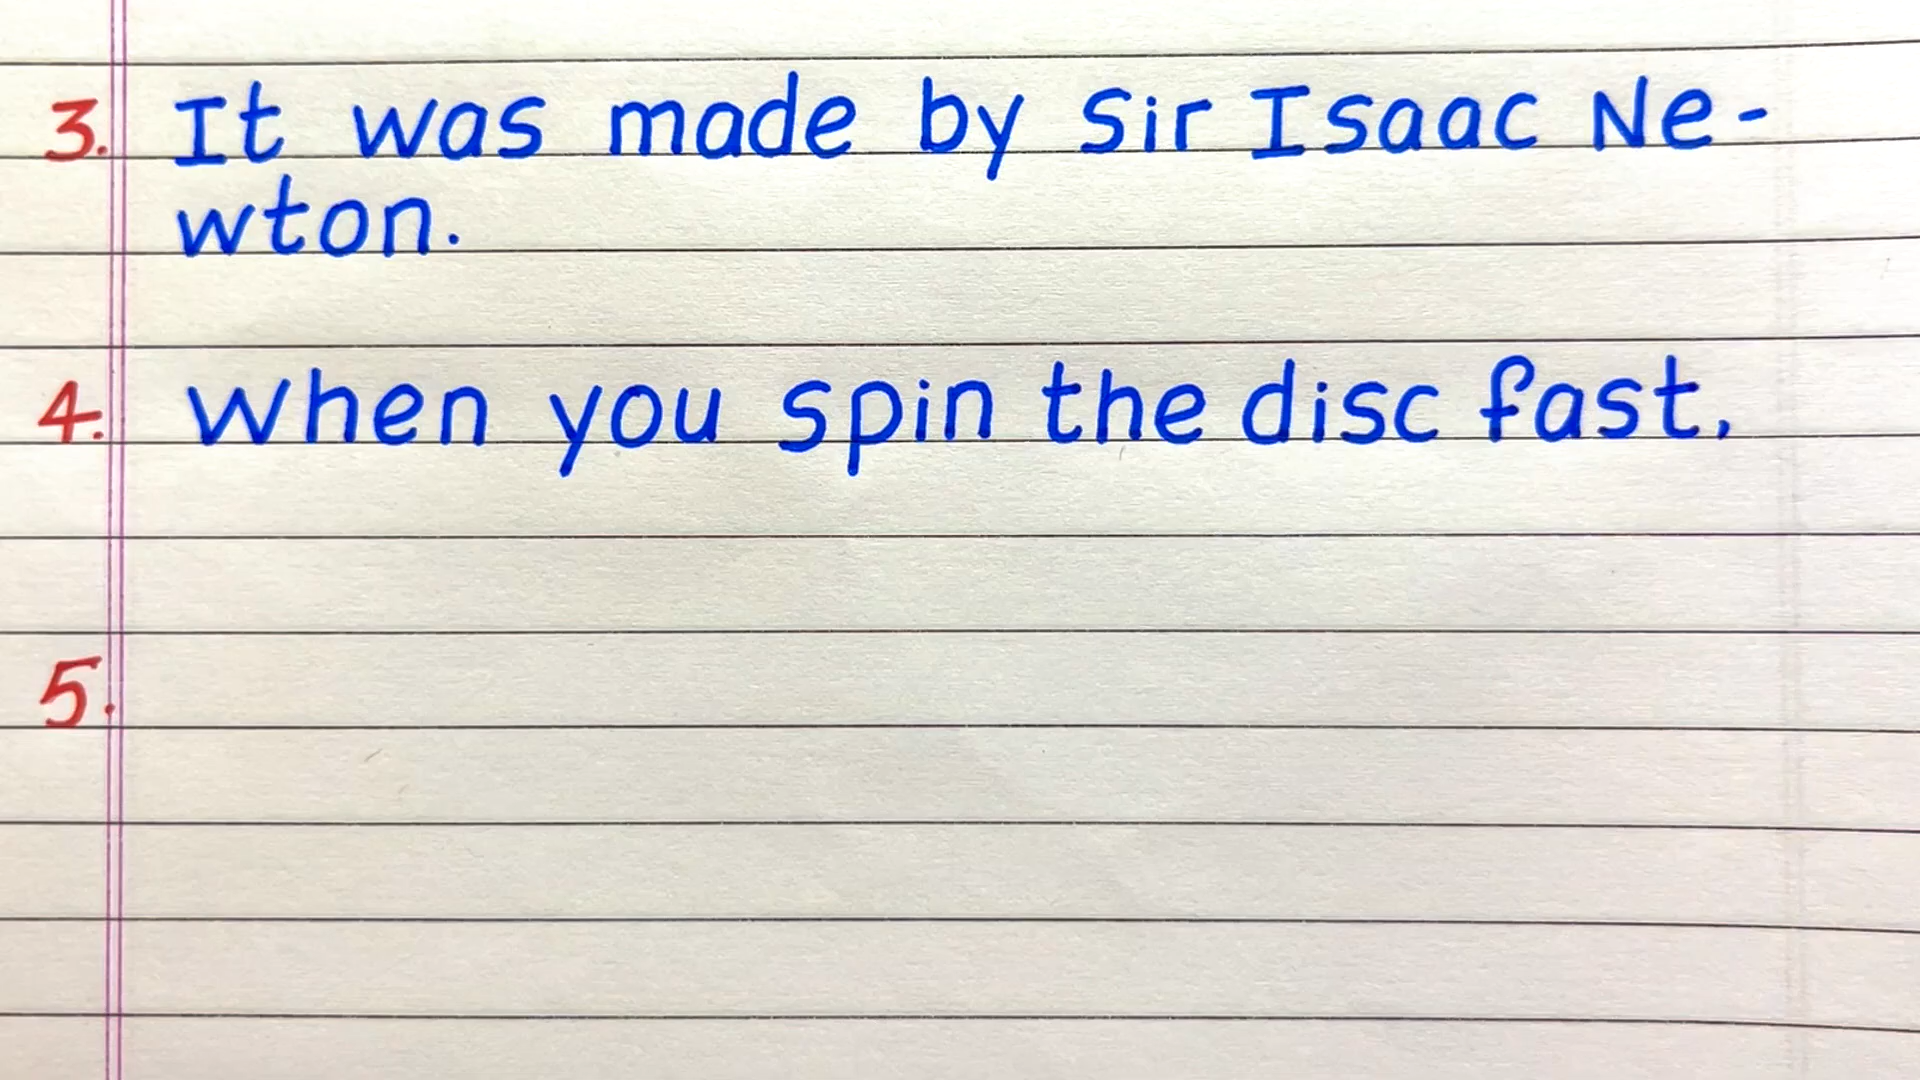 3. It was made by Sir Isaac Ne-
wton.
4. When you spin the disc fast,
5.